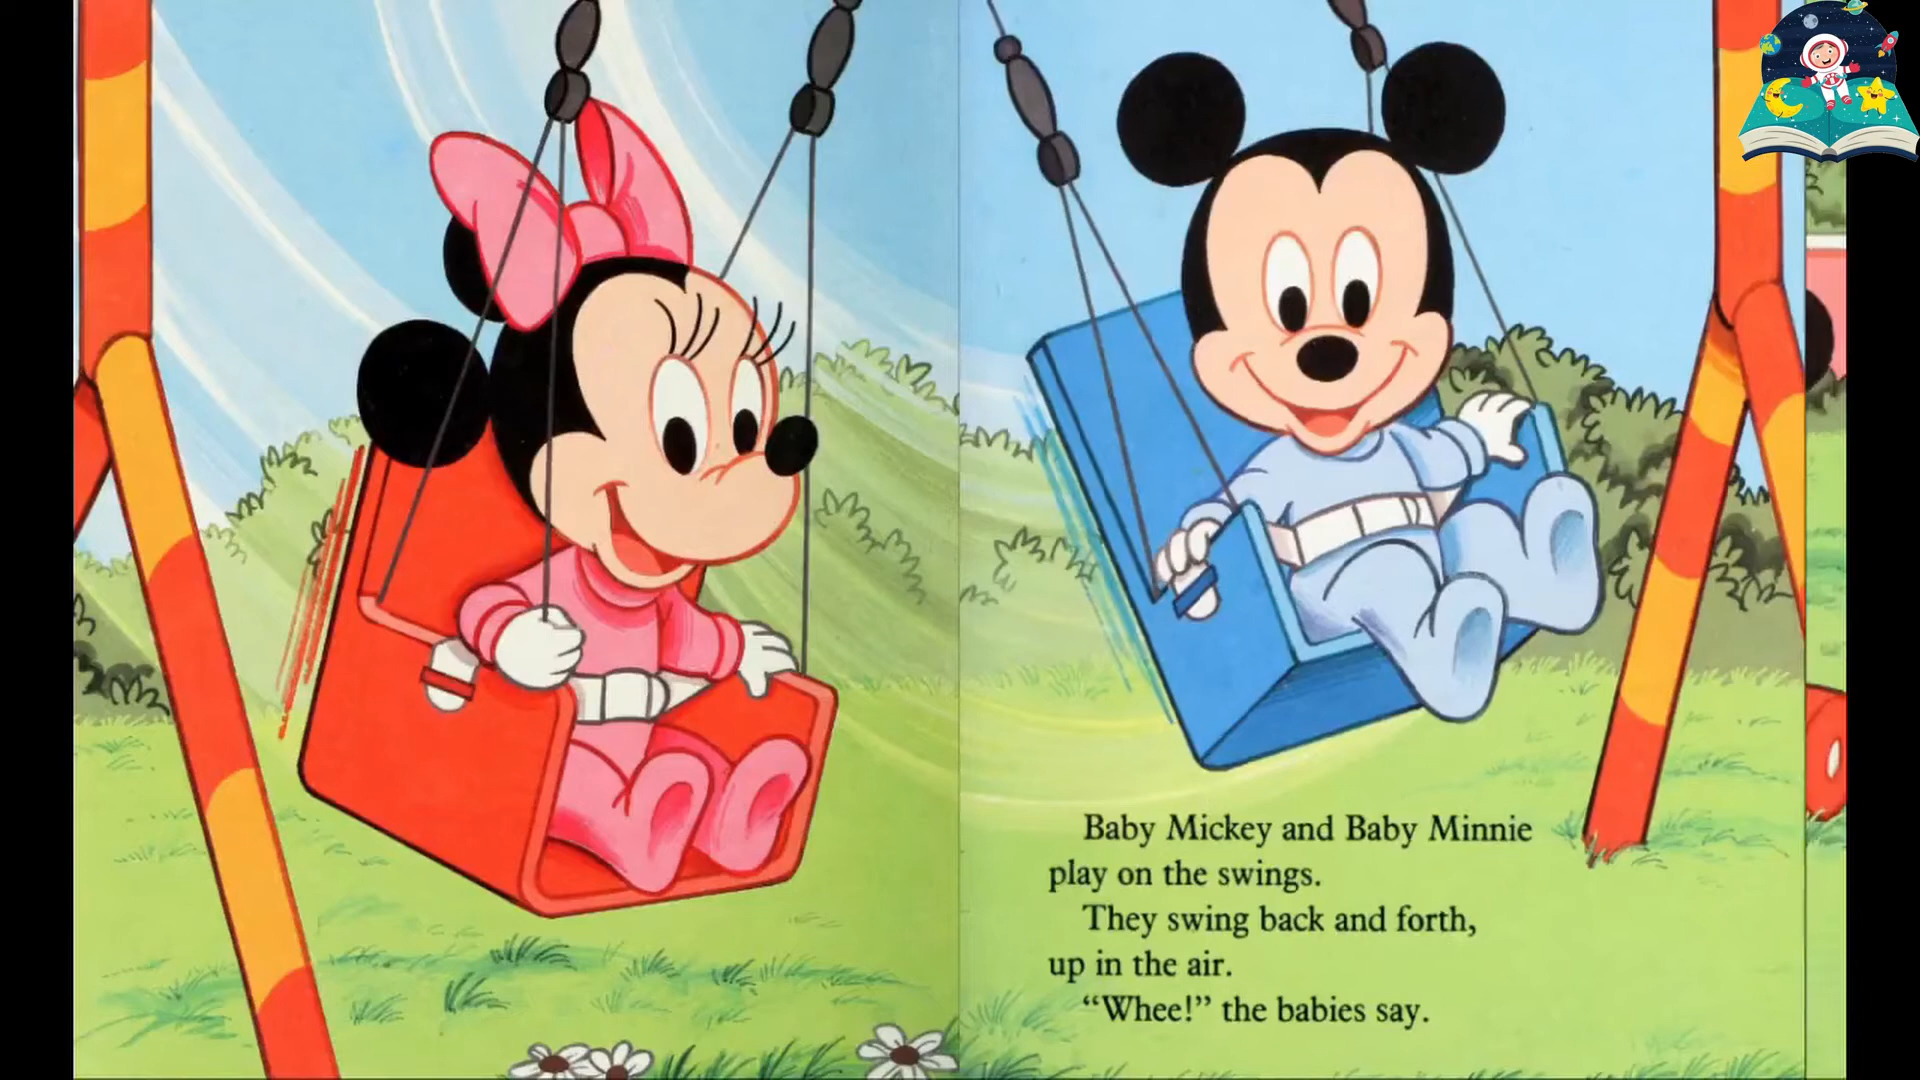 Baby Mickey and Baby Minnie
play on the swings.
They swing back and forth,
up in the air.
“Whee!” the babies say.